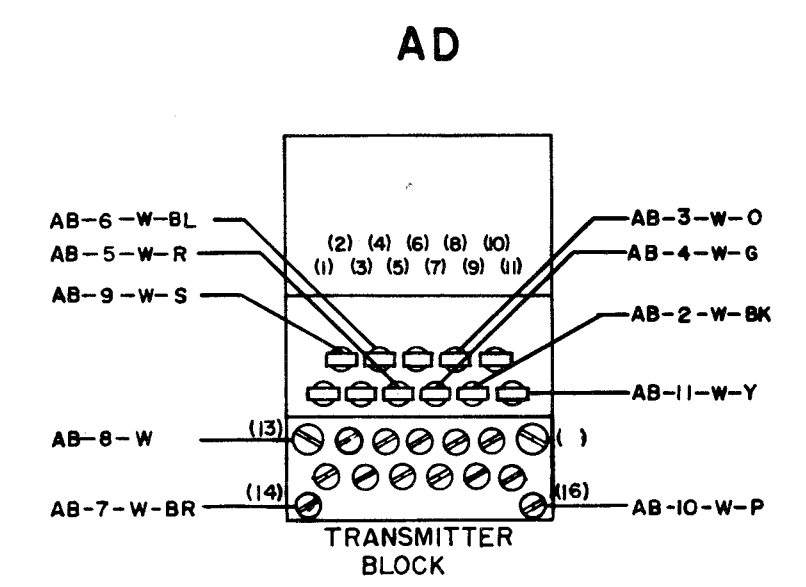 AD
AB-6-W-BL
AB-3-W-O
(2) (4) (6) (8) (10)
AB-5-W-R
AB-4-W-G
(1) (3) (5) (7) (9) (11)
AB-9-W-S
AB-2-W-BK
AB-11-W-Y
AB-8-W
(13)
( )
(14)
(16)
AB-7-W-BR
AB-10-W-P
TRANSMITTER
BLOCK